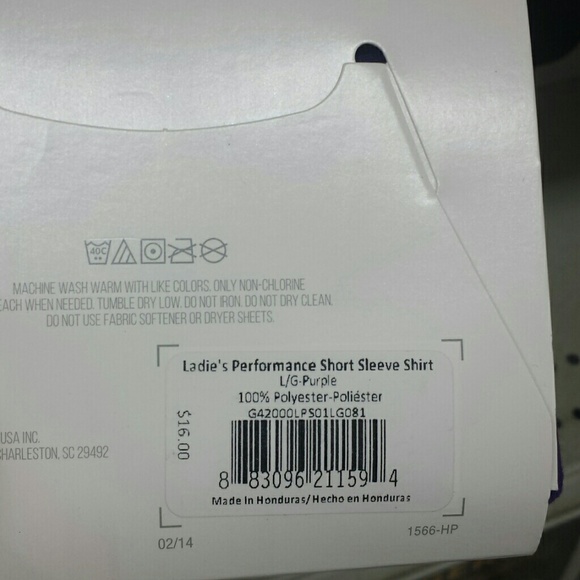 40C
MACHINE WASH WARM WITH LIKE COLORS. ONLY NON-CHLORINE
EACH WHEN NEEDED. TUMBLE DRY LOW. DO NOT IRON. DO NOT DRY CLEAN.
DO NOT USE FABRIC SOFTENER OR DRYER SHEETS.
Ladie's Performance Short Sleeve Shirt
L/G-Purple
100% Polyester-Poliéster
G42000LPS01LG081
$16.00
8 83096 21159 4
Made In Honduras/ Hecho en Honduras
USA INC.
HARLESTON, SC 29492
02/14
1566-HP